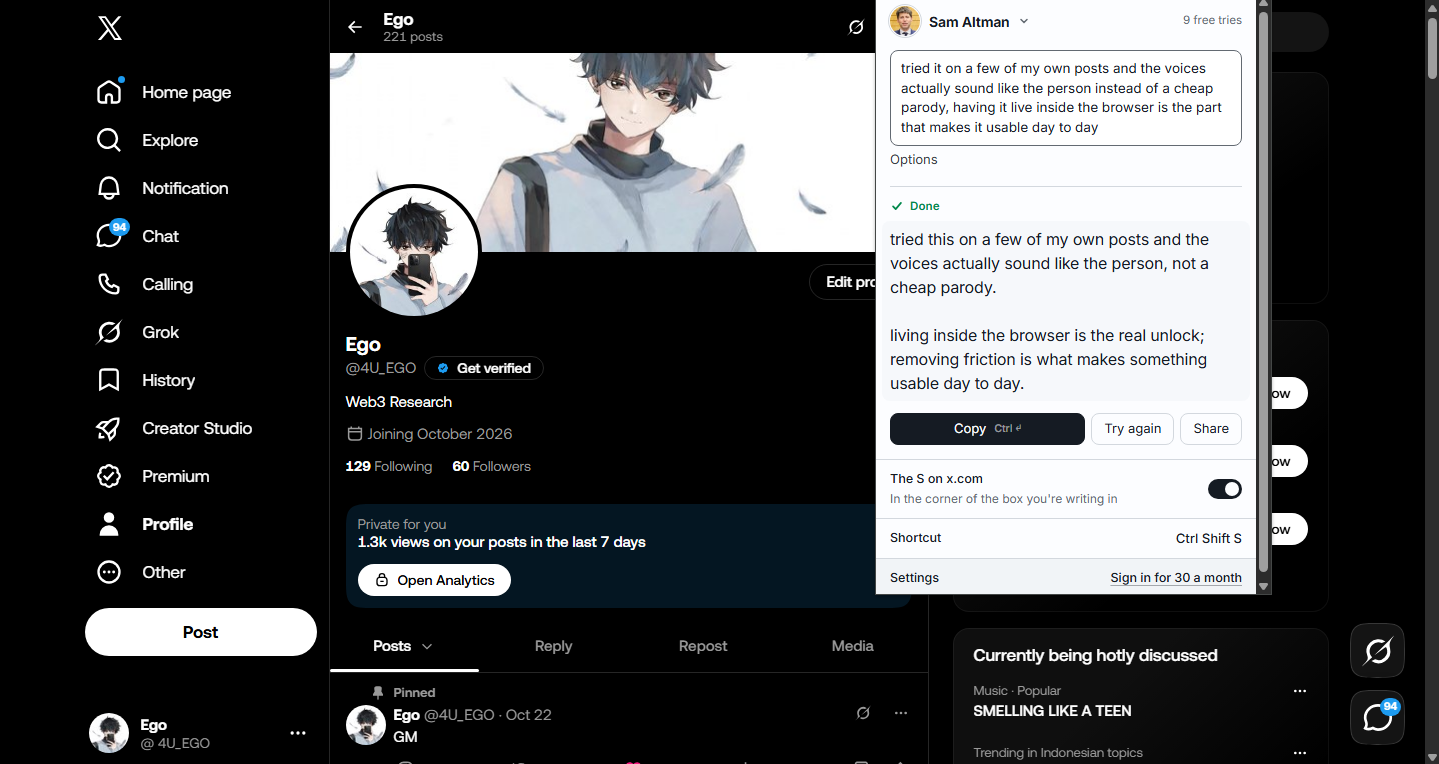 Home page
Explore
Notification
94
Chat
Calling
Grok
History
Creator Studio
Premium
Profile
Other
Post
Ego
@ 4U_EGO
Ego
221 posts
Edit pro
Ego
@4U_EGO
Get verified
Web3 Research
Joining October 2026
129 Following 60 Followers
Private for you
1.3k views on your posts in the last 7 days
Open Analytics
Posts Reply Repost Media
Pinned
Ego @4U_EGO · Oct 22
GM
Sam Altman
9 free tries
tried it on a few of my own posts and the voices
actually sound like the person instead of a cheap
parody, having it live inside the browser is the part
that makes it usable day to day
Options
Done
tried this on a few of my own posts and the
voices actually sound like the person, not a
cheap parody.
living inside the browser is the real unlock;
removing friction is what makes something
usable day to day.
Copy Ctrl ↵
Try again
Share
The S on x.com
In the corner of the box you're writing in
Shortcut Ctrl Shift S
Settings Sign in for 30 a month
ow
ow
ow
Currently being hotly discussed
Music · Popular
SMELLING LIKE A TEEN
Trending in Indonesian topics
94